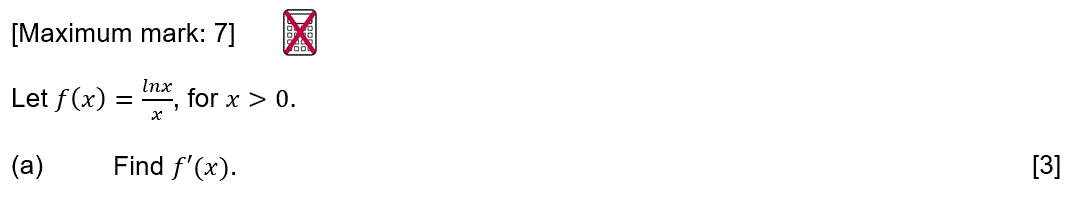 [Maximum mark: 7]
Let f(x) = lnx/x, for x > 0.
(a) Find f′(x). [3]